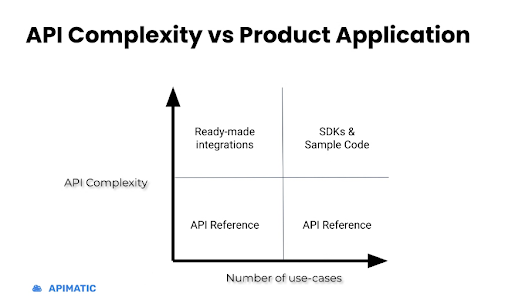 API Complexity vs Product Application
Ready-made
integrations
SDKs &
Sample Code
API Complexity
API Reference
API Reference
Number of use-cases
APIMATIC